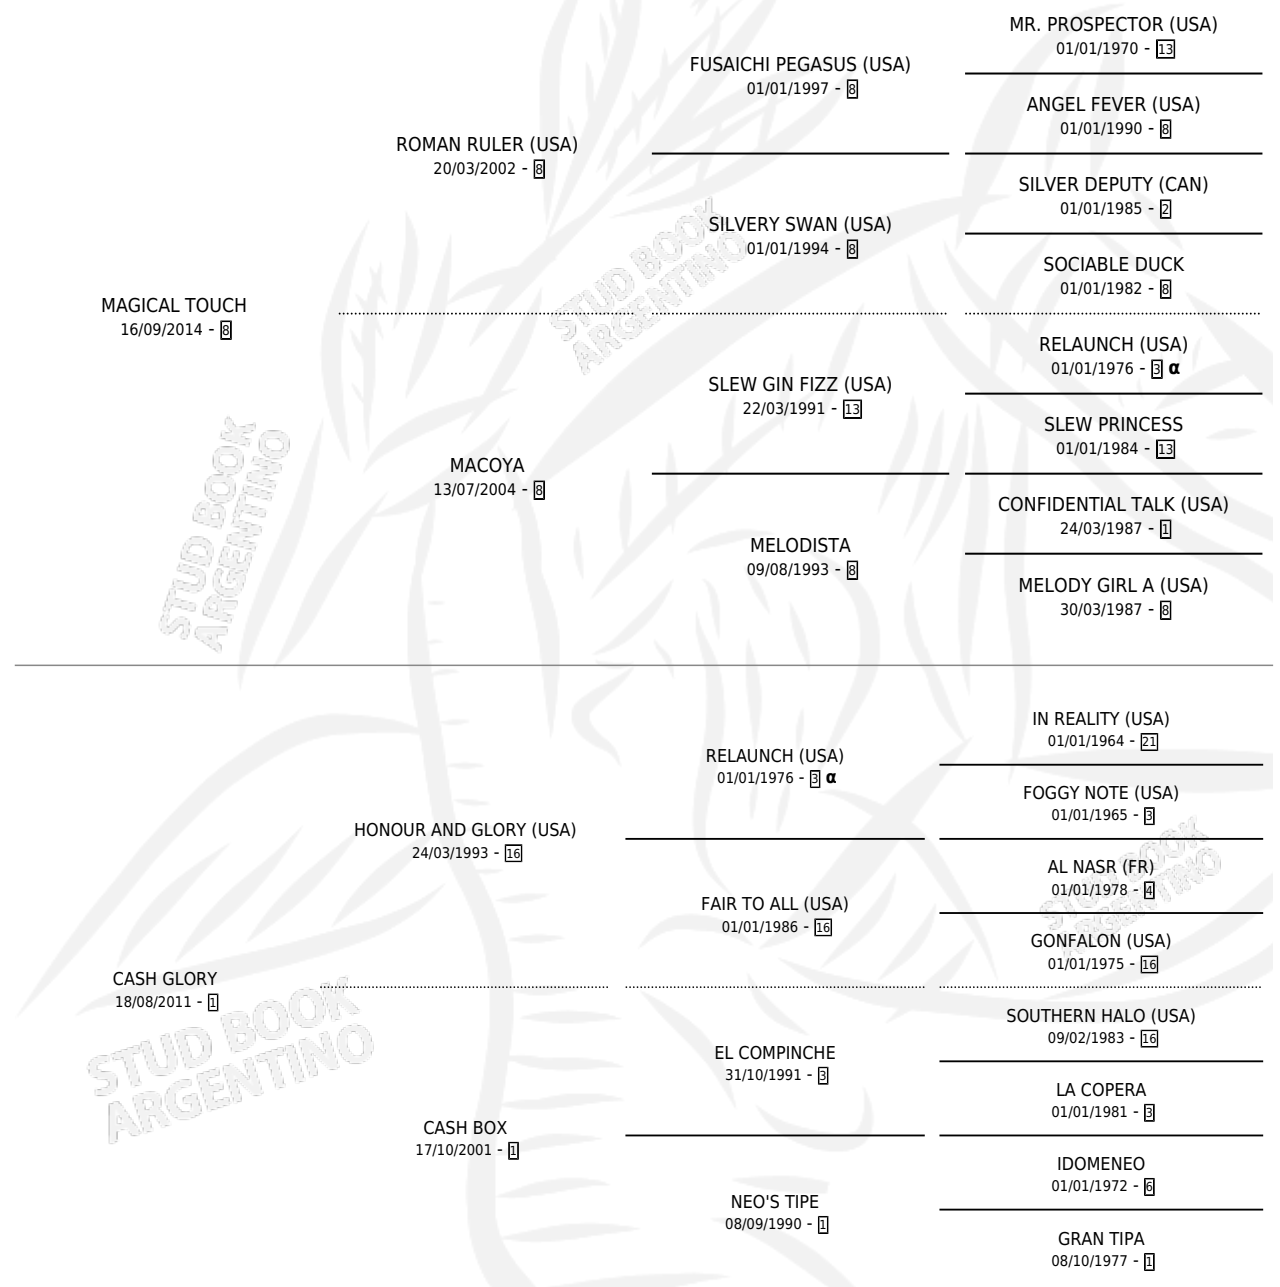 MR. PROSPECTOR (USA)
01/01/1970 - 13
FUSAICHI PEGASUS (USA)
01/01/1997 - 8
ANGEL FEVER (USA)
01/01/1990 - 8
ROMAN RULER (USA)
20/03/2002 - 8
SILVER DEPUTY (CAN)
01/01/1985 - 2
SILVERY SWAN (USA)
01/01/1994 - 8
SOCIABLE DUCK
01/01/1982 - 8
MAGICAL TOUCH
16/09/2014 - 8
RELAUNCH (USA)
01/01/1976 - 3 α
SLEW GIN FIZZ (USA)
22/03/1991 - 13
SLEW PRINCESS
01/01/1984 - 13
MACOYA
13/07/2004 - 8
CONFIDENTIAL TALK (USA)
24/03/1987 - 1
MELODISTA
09/08/1993 - 8
MELODY GIRL A (USA)
30/03/1987 - 8
IN REALITY (USA)
01/01/1964 - 21
RELAUNCH (USA)
01/01/1976 - 3 α
FOGGY NOTE (USA)
01/01/1965 - 3
HONOUR AND GLORY (USA)
24/03/1993 - 16
AL NASR (FR)
01/01/1978 - 4
FAIR TO ALL (USA)
01/01/1986 - 16
GONFALON (USA)
01/01/1975 - 16
CASH GLORY
18/08/2011 - 1
SOUTHERN HALO (USA)
09/02/1983 - 16
EL COMPINCHE
31/10/1991 - 3
LA COPERA
01/01/1981 - 3
CASH BOX
17/10/2001 - 1
IDOMENEO
01/01/1972 - 6
NEO'S TIPE
08/09/1990 - 1
GRAN TIPA
08/10/1977 - 1
STUD BOOK
ARGENTINO
STUD BOOK
ARGENTINO
STUD BOOK
ARGENTINO
STUD BOOK
ARGENTINO